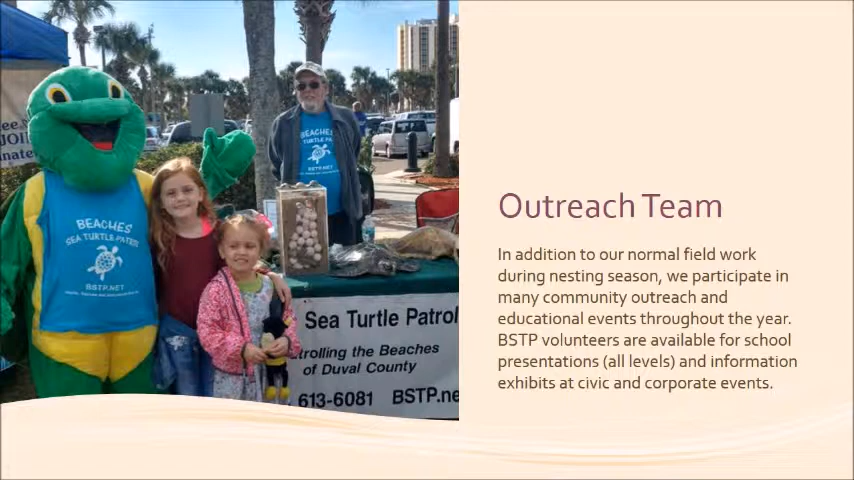 BEACHES
TURTLE PATROL
BSTP.NET
BEACHES
SEA TURTLE PATROL
BSTP.NET
Sea Turtle Patrol
trolling the Beaches
of Duval County
613-6081 BSTP.ne
Outreach Team
In addition to our normal field work
during nesting season, we participate in
many community outreach and
educational events throughout the year.
BSTP volunteers are available for school
presentations (all levels) and information
exhibits at civic and corporate events.